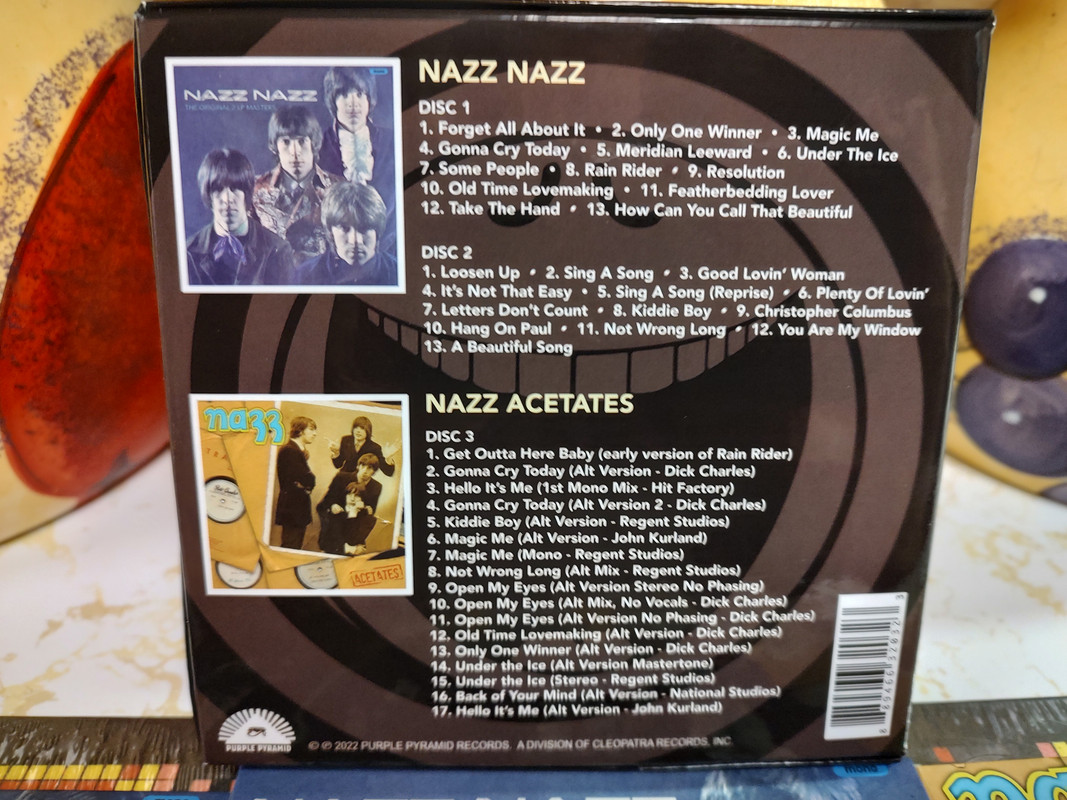 NAZZ NAZZ
THE ORIGINAL 2 LP MASTERS
NAZZ NAZZ
DISC 1
1. Forget All About It • 2. Only One Winner • 3. Magic Me
4. Gonna Cry Today • 5. Meridian Leeward • 6. Under The Ice
7. Some People • 8. Rain Rider • 9. Resolution
10. Old Time Lovemaking • 11. Featherbedding Lover
12. Take The Hand • 13. How Can You Call That Beautiful
DISC 2
1. Loosen Up • 2. Sing A Song • 3. Good Lovin' Woman
4. It's Not That Easy • 5. Sing A Song (Reprise) • 6. Plenty Of Lovin'
7. Letters Don't Count • 8. Kiddie Boy • 9. Christopher Columbus
10. Hang On Paul • 11. Not Wrong Long • 12. You Are My Window
13. A Beautiful Song
nazz
ACETATES
NAZZ ACETATES
DISC 3
1. Get Outta Here Baby (early version of Rain Rider)
2. Gonna Cry Today (Alt Version - Dick Charles)
3. Hello It's Me (1st Mono Mix - Hit Factory)
4. Gonna Cry Today (Alt Version 2 - Dick Charles)
5. Kiddie Boy (Alt Version - Regent Studios)
6. Magic Me (Alt Version - John Kurland)
7. Magic Me (Mono - Regent Studios)
8. Not Wrong Long (Alt Mix - Regent Studios)
9. Open My Eyes (Alt Version Stereo No Phasing)
10. Open My Eyes (Alt Mix, No Vocals - Dick Charles)
11. Open My Eyes (Alt Version No Phasing - Dick Charles)
12. Old Time Lovemaking (Alt Version - Dick Charles)
13. Only One Winner (Alt Version - Dick Charles)
14. Under the Ice (Alt Version Mastertone)
15. Under the Ice (Stereo - Regent Studios)
16. Back of Your Mind (Alt Version - National Studios)
17. Hello It's Me (Alt Version - John Kurland)
PURPLE PYRAMID
© ℗ 2022 PURPLE PYRAMID RECORDS. A DIVISION OF CLEOPATRA RECORDS, INC.
mono